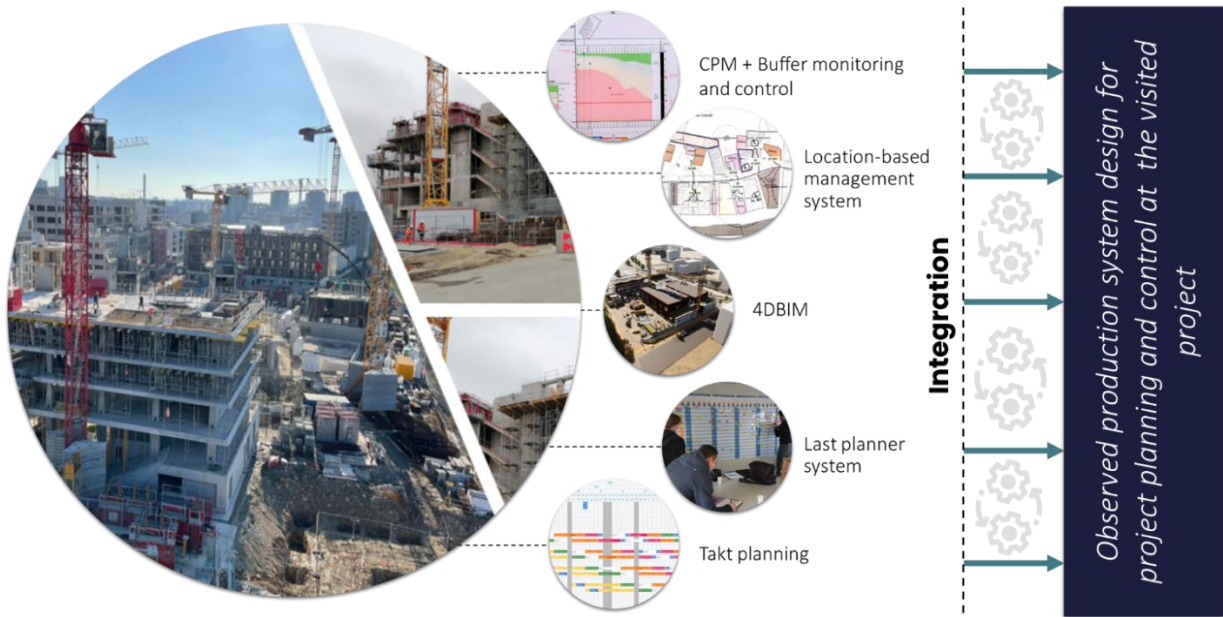 CPM + Buffer monitoring
and control
Location-based
management
system
4DBIM
Last planner
system
Takt planning
Integration
Observed production system design for
project planning and control at the visited
project